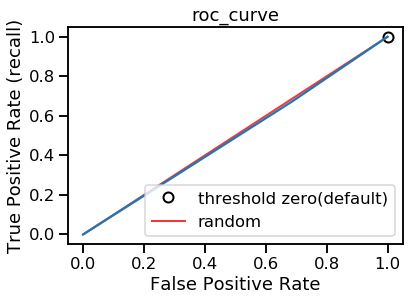 roc_curve
True Positive Rate (recall)
1.0
0.8
0.6
0.4
0.2
0.0
threshold zero(default)
random
0.0 0.2 0.4 0.6 0.8 1.0
False Positive Rate